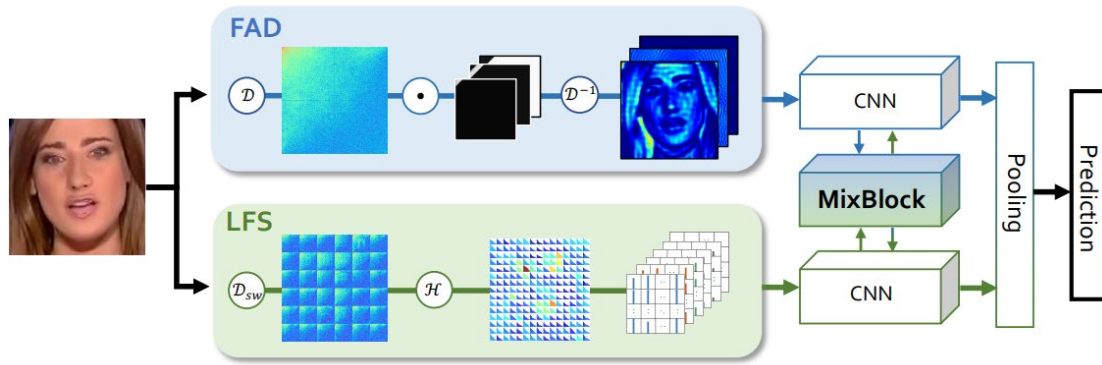 FAD
𝒟
•
𝒟⁻¹
CNN
MixBlock
LFS
𝒟sw
ℋ
CNN
Pooling
Prediction